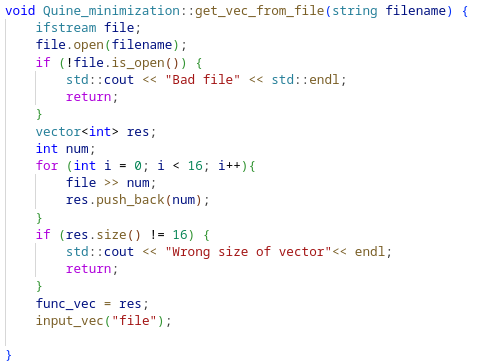 void Quine_minimization::get_vec_from_file(string filename) {
    ifstream file;
    file.open(filename);
    if (!file.is_open()) {
        std::cout << "Bad file" << std::endl;
        return;
    }
    vector<int> res;
    int num;
    for (int i = 0; i < 16; i++){
        file >> num;
        res.push_back(num);
    }
    if (res.size() != 16) {
        std::cout << "Wrong size of vector"<< endl;
        return;
    }
    func_vec = res;
    input_vec("file");

}